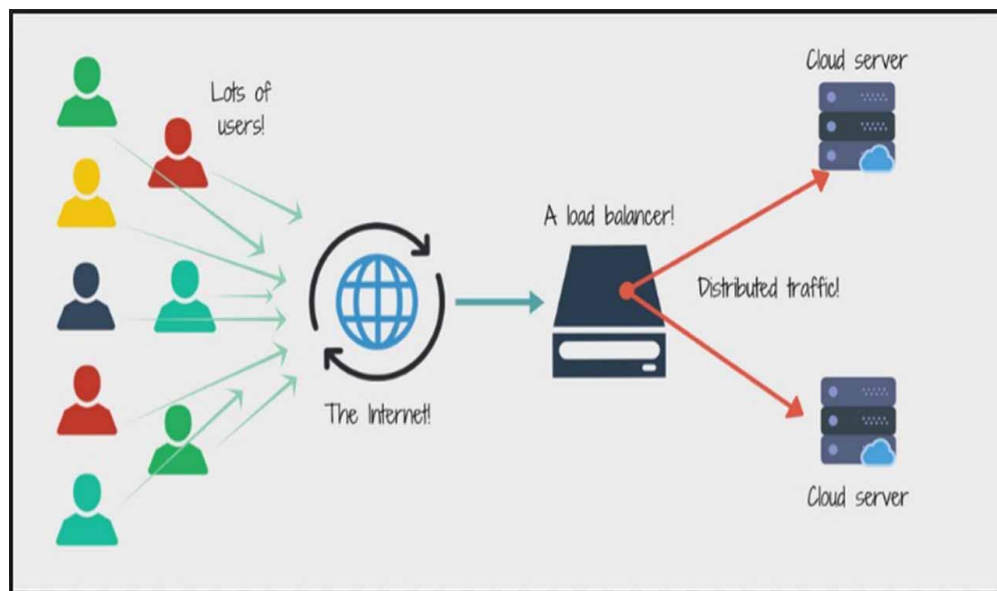 Lots of
users!
The Internet!
A load balancer!
Distributed traffic!
Cloud server
Cloud server